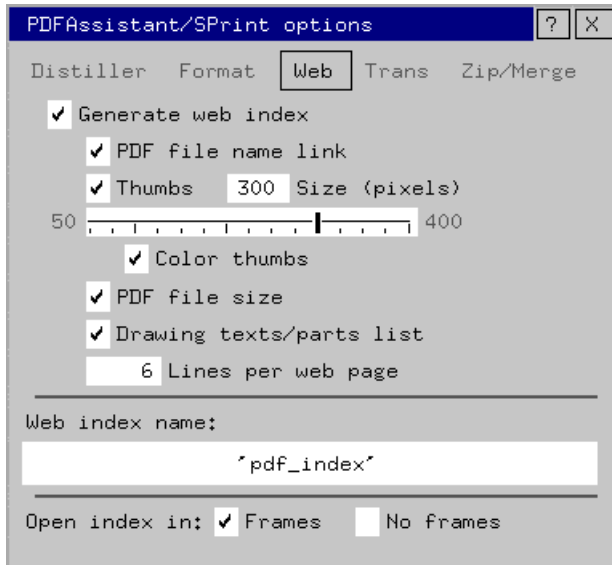 PDFAssistant/SPrint options ? X
Distiller Format Web Trans Zip/Merge
Generate web index
PDF file name link
Thumbs 300 Size (pixels)
50 400
Color thumbs
PDF file size
Drawing texts/parts list
6 Lines per web page
Web index name:
'pdf_index'
Open index in: Frames No frames